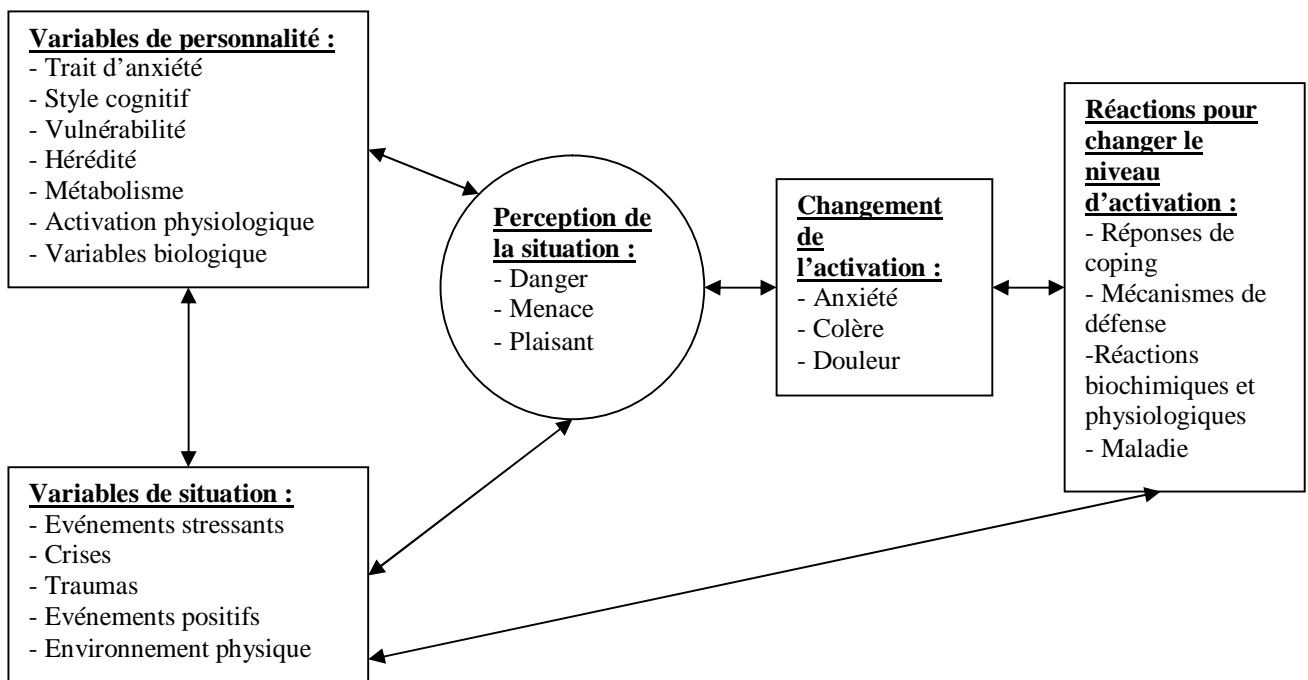 Variables de personnalité :
- Trait d’anxiété
- Style cognitif
- Vulnérabilité
- Hérédité
- Métabolisme
- Activation physiologique
- Variables biologique
Perception de
la situation :
- Danger
- Menace
- Plaisant
Changement
de
l’activation :
- Anxiété
- Colère
- Douleur
Réactions pour
changer le
niveau
d’activation :
- Réponses de
coping
- Mécanismes de
défense
-Réactions
biochimiques et
physiologiques
- Maladie
Variables de situation :
- Evénements stressants
- Crises
- Traumas
- Evénements positifs
- Environnement physique